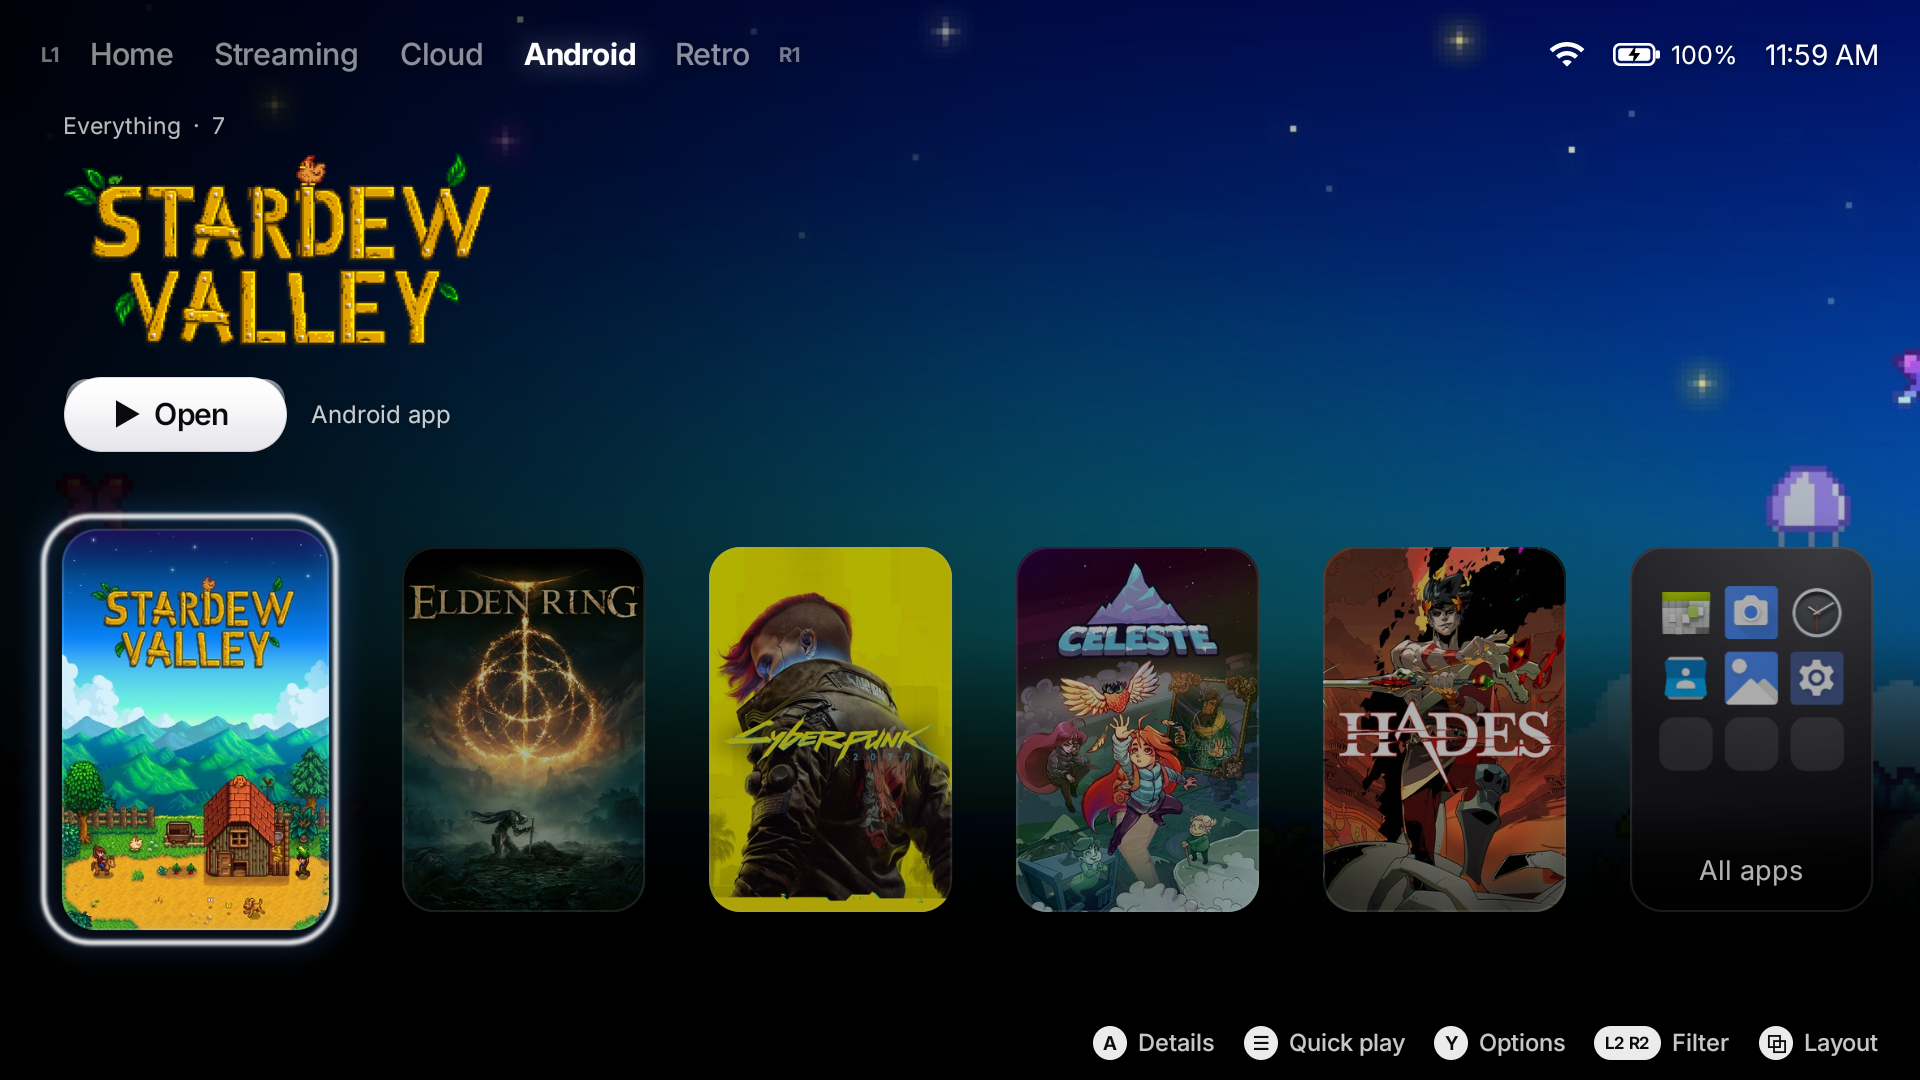 L1 Home Streaming Cloud Android Retro R1 100% 11:59 AM
Everything · 7
STARDEW
VALLEY
Open Android app
STARDEW
VALLEY
ELDEN RING
CYBERPUNK
2077
CELESTE
HADES
All apps
A Details Quick play Y Options L2 R2 Filter Layout